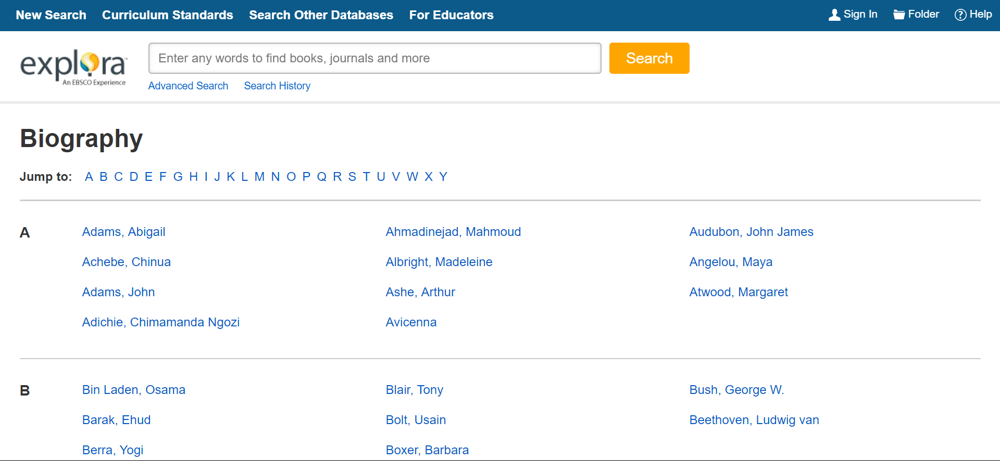 New Search Curriculum Standards Search Other Databases For Educators Sign In Folder Help
explora™
An EBSCO Experience
Enter any words to find books, journals and more
Search
Advanced Search Search History
Biography
Jump to: A B C D E F G H I J K L M N O P Q R S T U V W X Y
A
Adams, Abigail Ahmadinejad, Mahmoud Audubon, John James
Achebe, Chinua Albright, Madeleine Angelou, Maya
Adams, John Ashe, Arthur Atwood, Margaret
Adichie, Chimamanda Ngozi Avicenna
B
Bin Laden, Osama Blair, Tony Bush, George W.
Barak, Ehud Bolt, Usain Beethoven, Ludwig van
Berra, Yogi Boxer, Barbara